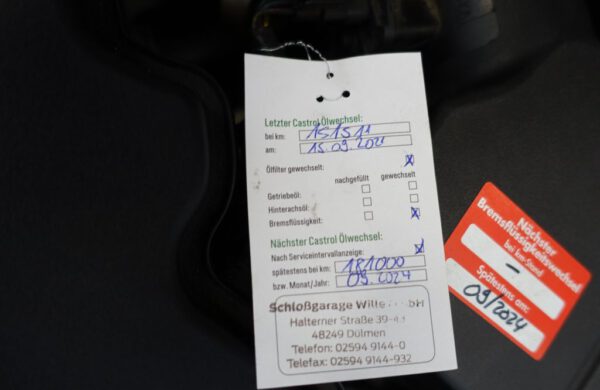 Letzter Castrol Ölwechsel:
bei km: 151511
am: 15.09.2021
Ölfilter gewechselt: x
nachgefüllt gewechselt
Getriebeöl:
Hinterachsöl:
Bremsflüssigkeit: x
Nächster Castrol Ölwechsel:
Nach Serviceintervallanzeige: x
spätestens bei km: 181000
bzw. Monat/Jahr: 09.2024
Schloßgarage
Halterner Straße
48249 Dülmen
Telefon: 02594 9144-0
Telefax: 02594 9144-932
Nächster
Bremsflüssigkeitswechsel
bei km-Stand
–
Spätestens am:
09/2024